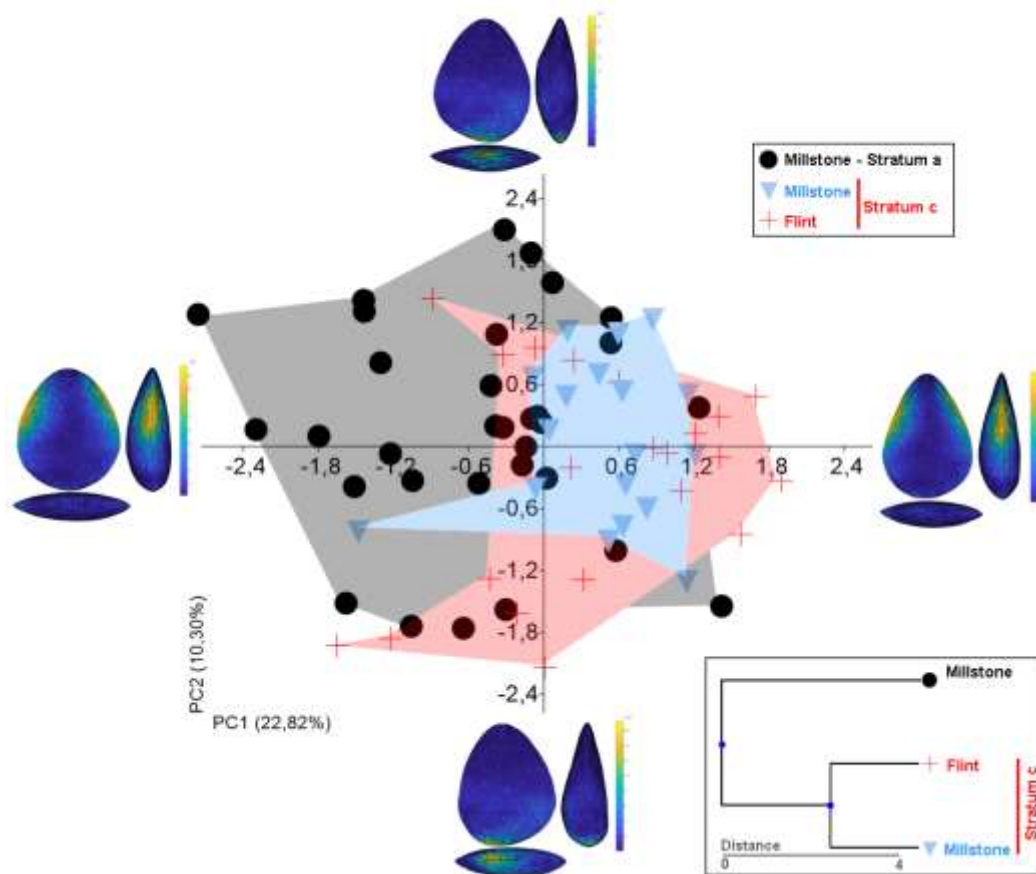 Millstone - Stratum a
Millstone
Stratum c
Flint
2,4
1,8
1,2
0,6
-2,4 -1,8 -1,2 -0,6 0,6 1,2 1,8 2,4
-0,6
-1,2
-1,8
-2,4
PC2 (10,30%)
PC1 (22,82%)
Millstone
Flint
Stratum c
Millstone
Distance
0 4